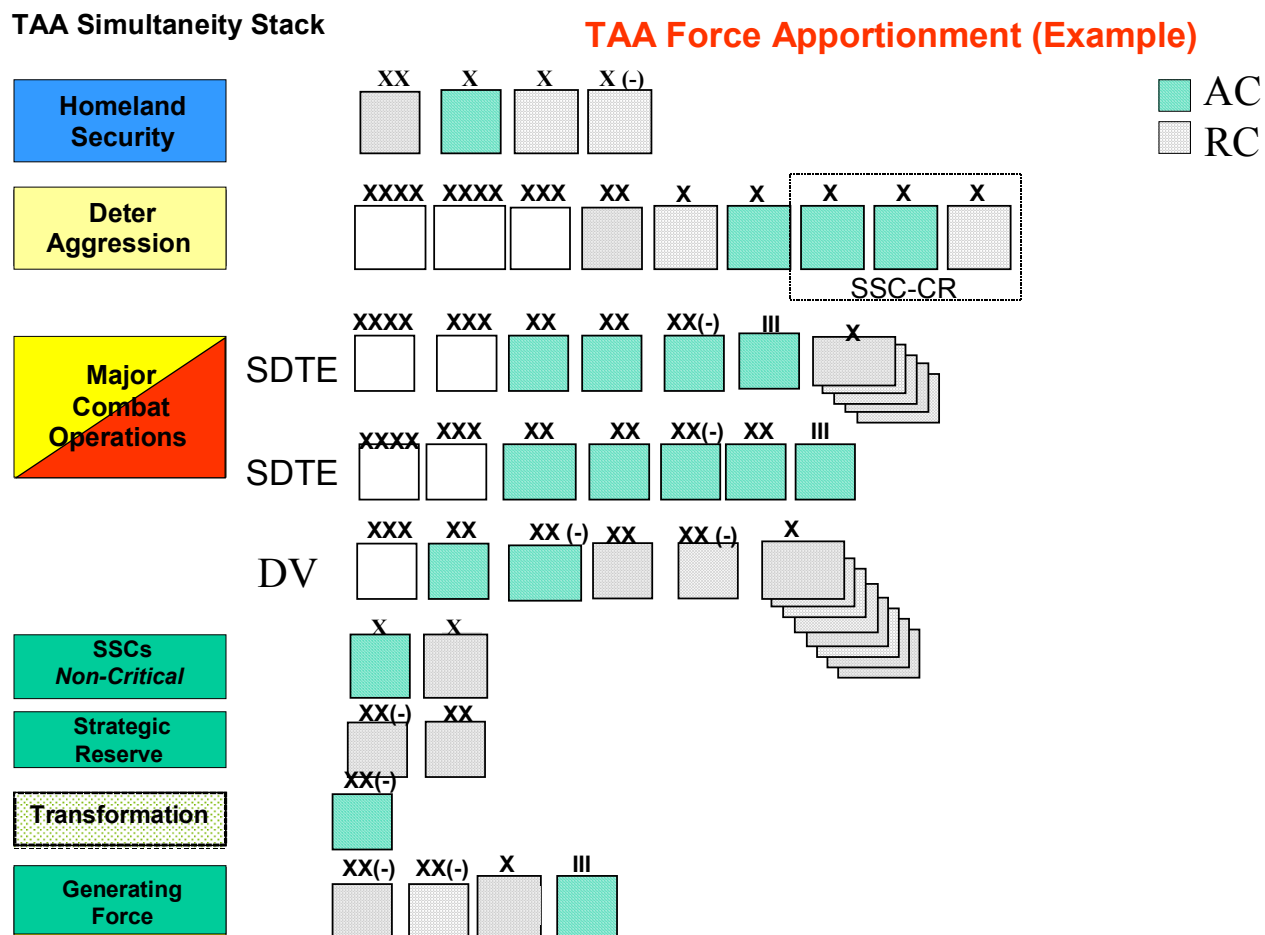 TAA Simultaneity Stack
TAA Force Apportionment (Example)
AC
RC
Homeland
Security
XX X X X (-)
Deter
Aggression
XXXX XXXX XXX XX X X X X X
SSC-CR
Major
Combat
Operations
SDTE
XXXX XXX XX XX XX(-) III X
SDTE
XXXX XXX XX XX XX(-) XX III
DV
XXX XX XX (-) XX XX (-) X
SSCs
Non-Critical
X X
Strategic
Reserve
XX(-) XX
Transformation
XX(-)
Generating
Force
XX(-) XX(-) X III